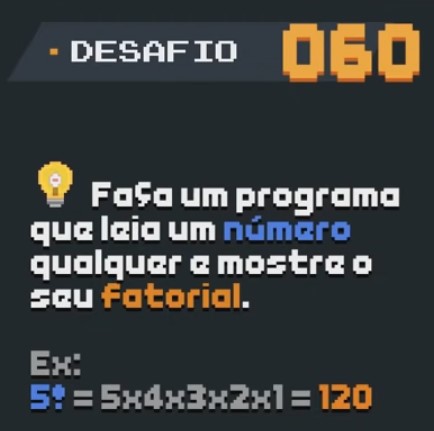 DESAFIO 060
Faça um programa
que leia um número
qualquer e mostre o
seu fatorial.
Ex:
5! = 5x4x3x2x1 = 120